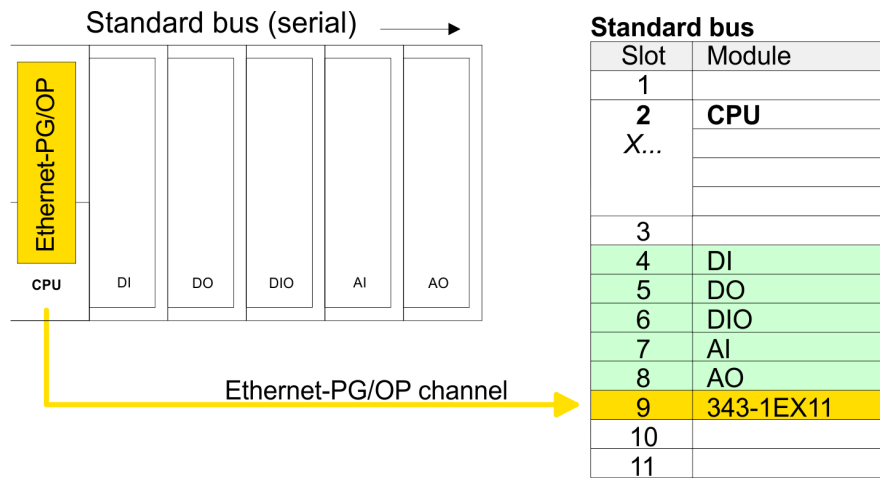 Standard bus (serial)
Ethernet-PG/OP
CPU
DI
DO
DIO
AI
AO
Ethernet-PG/OP channel
Standard bus
Slot Module
1
2 CPU
X...
3
4 DI
5 DO
6 DIO
7 AI
8 AO
9 343-1EX11
10
11